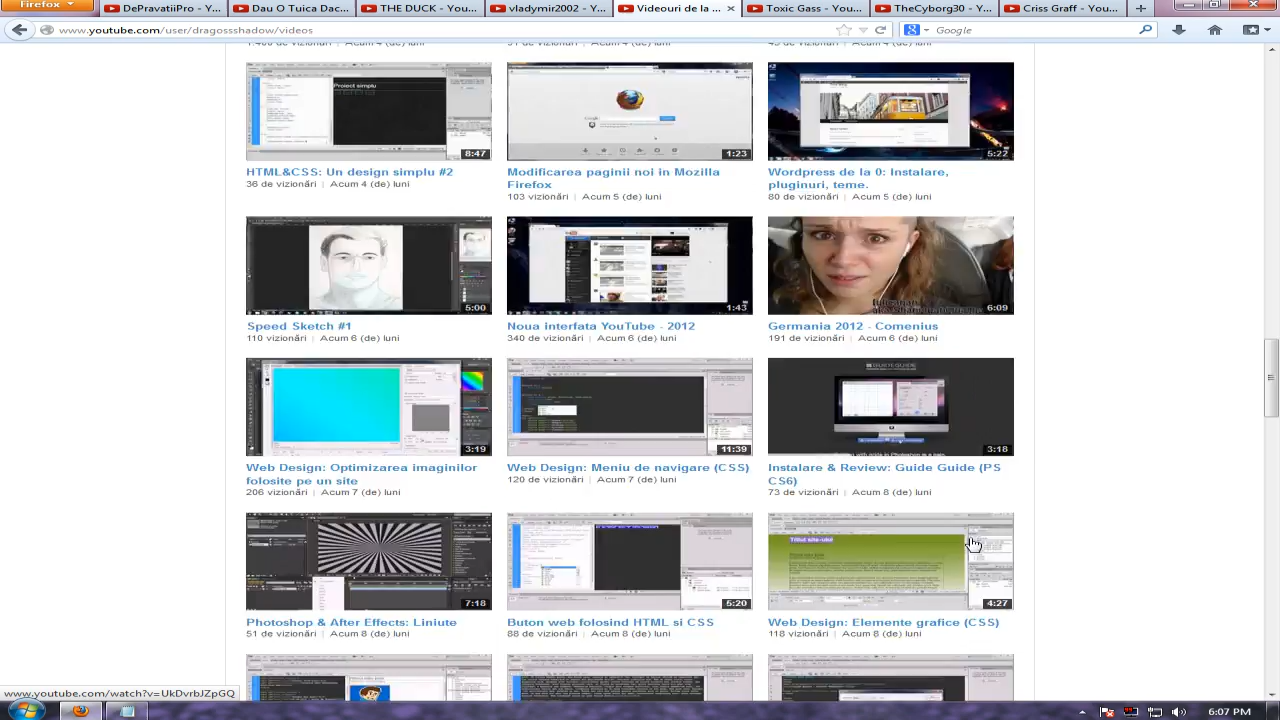 Firefox
DePravatiiPro - Y...
Dau O Tuica Dac...
THE DUCK - You...
vladymir2002 - Y...
Videouri de la ...
Toxic Gass - You...
TheCyborg30 - Y...
Criss Graf - You...
www.youtube.com/user/dragossshadow/videos
Google
Proiect simplu
8:47
1:23
5:22
HTML&CSS: Un design simplu #2
36 de vizionări | Acum 4 (de) luni
Modificarea paginii noi in Mozilla
Firefox
103 vizionări | Acum 5 (de) luni
Wordpress de la 0: Instalare,
pluginuri, teme.
80 de vizionări | Acum 5 (de) luni
5:00
1:43
6:09
Speed Sketch #1
110 vizionări | Acum 6 (de) luni
Noua interfata YouTube - 2012
340 de vizionări | Acum 6 (de) luni
Germania 2012 - Comenius
191 de vizionări | Acum 6 (de) luni
3:19
11:39
3:18
Web Design: Optimizarea imaginilor
folosite pe un site
206 vizionări | Acum 7 (de) luni
Web Design: Meniu de navigare (CSS)
120 de vizionări | Acum 7 (de) luni
Instalare & Review: Guide Guide (PS
CS6)
73 de vizionări | Acum 8 (de) luni
Titlul site-ului
7:18
5:20
4:27
Photoshop & After Effects: Liniute
51 de vizionări | Acum 8 (de) luni
Buton web folosind HTML si CSS
88 de vizionări | Acum 8 (de) luni
Web Design: Elemente grafice (CSS)
118 vizionări | Acum 8 (de) luni
6:07 PM